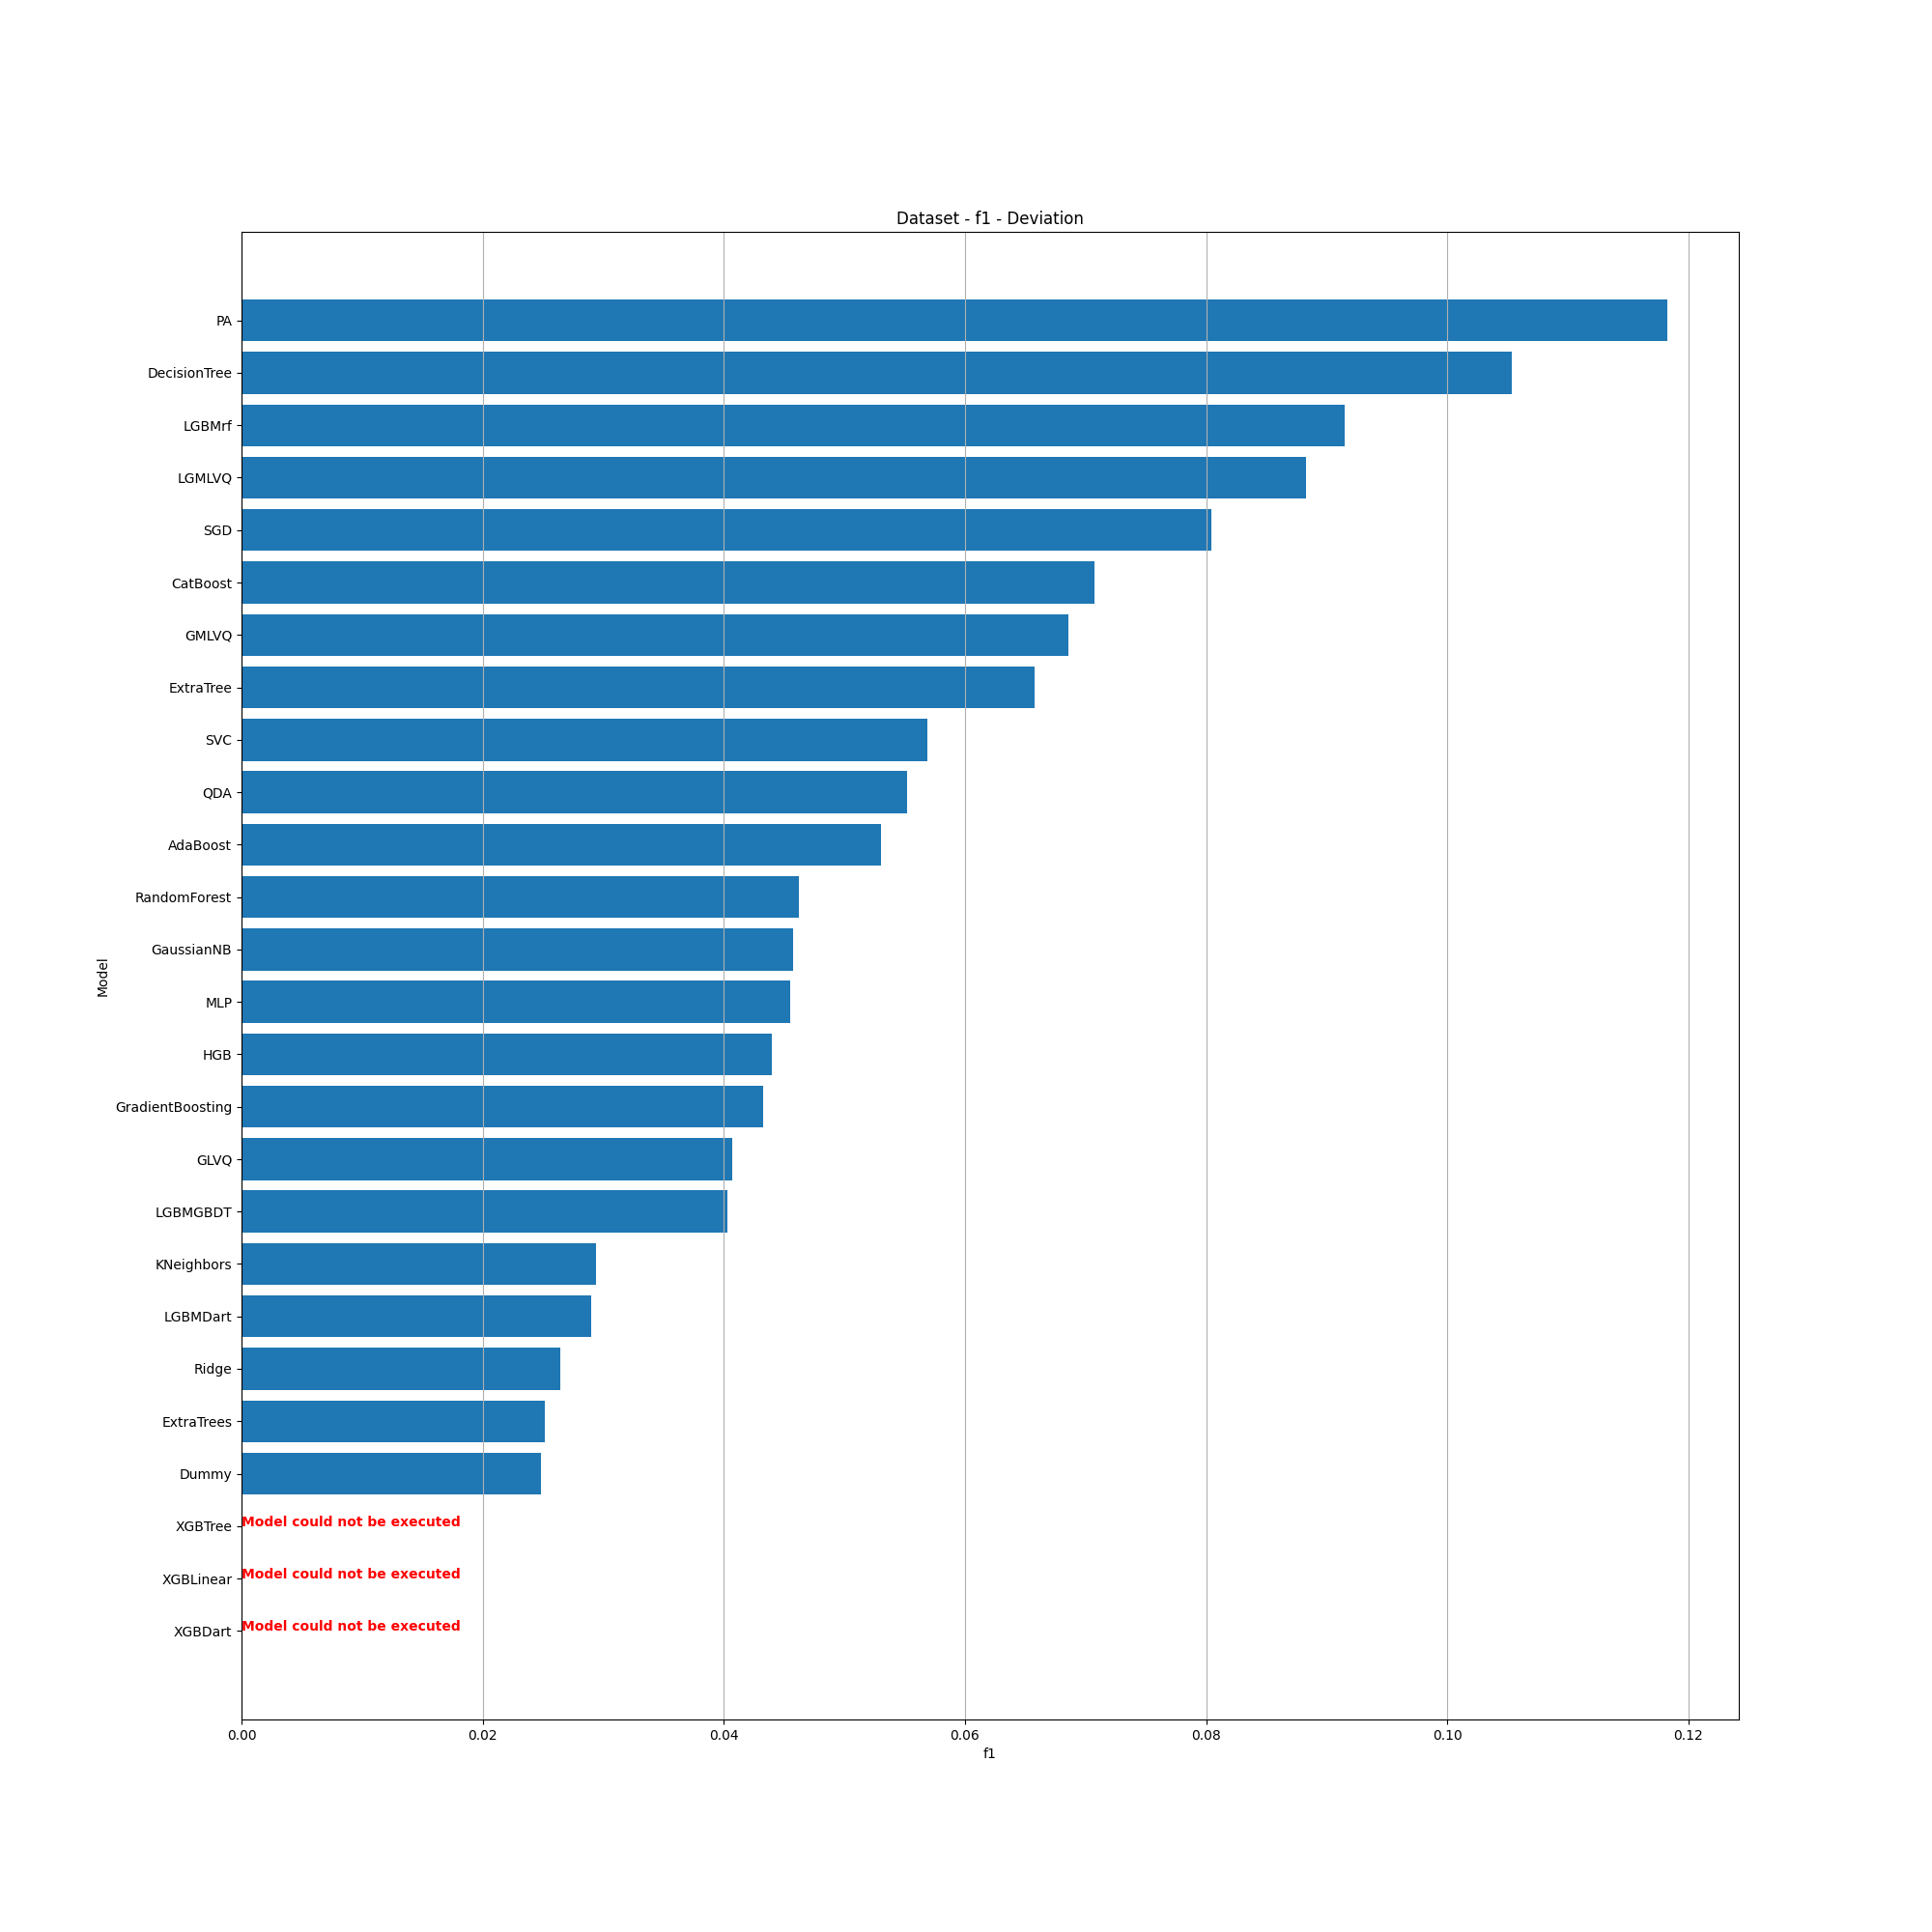 Dataset - f1 - Deviation
PA
DecisionTree
LGBMrf
LGMLVQ
SGD
CatBoost
GMLVQ
ExtraTree
SVC
QDA
AdaBoost
RandomForest
GaussianNB
Model
MLP
HGB
GradientBoosting
GLVQ
LGBMGBDT
KNeighbors
LGBMDart
Ridge
ExtraTrees
Dummy
XGBTree Model could not be executed
XGBLinear Model could not be executed
XGBDart Model could not be executed
0.00 0.02 0.04 0.06 0.08 0.10 0.12
f1